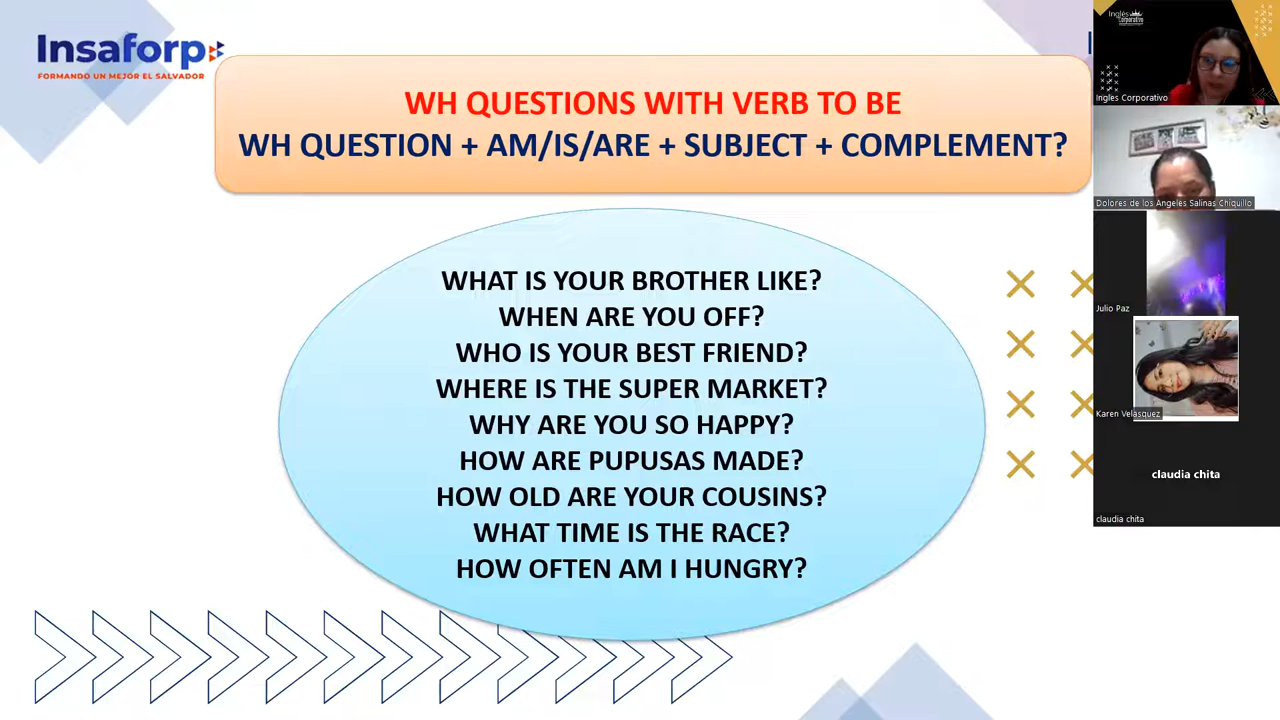 Insaforp
FORMANDO UN MEJOR EL SALVADOR
WH QUESTIONS WITH VERB TO BE
WH QUESTION + AM/IS/ARE + SUBJECT + COMPLEMENT?
WHAT IS YOUR BROTHER LIKE?
WHEN ARE YOU OFF?
WHO IS YOUR BEST FRIEND?
WHERE IS THE SUPER MARKET?
WHY ARE YOU SO HAPPY?
HOW ARE PUPUSAS MADE?
HOW OLD ARE YOUR COUSINS?
WHAT TIME IS THE RACE?
HOW OFTEN AM I HUNGRY?
Inglés
Corporativo
Ingles Corporativo
Dolores de los Angeles Salinas Chiquillo
Julio Paz
Karen Velasquez
claudia chita
claudia chita